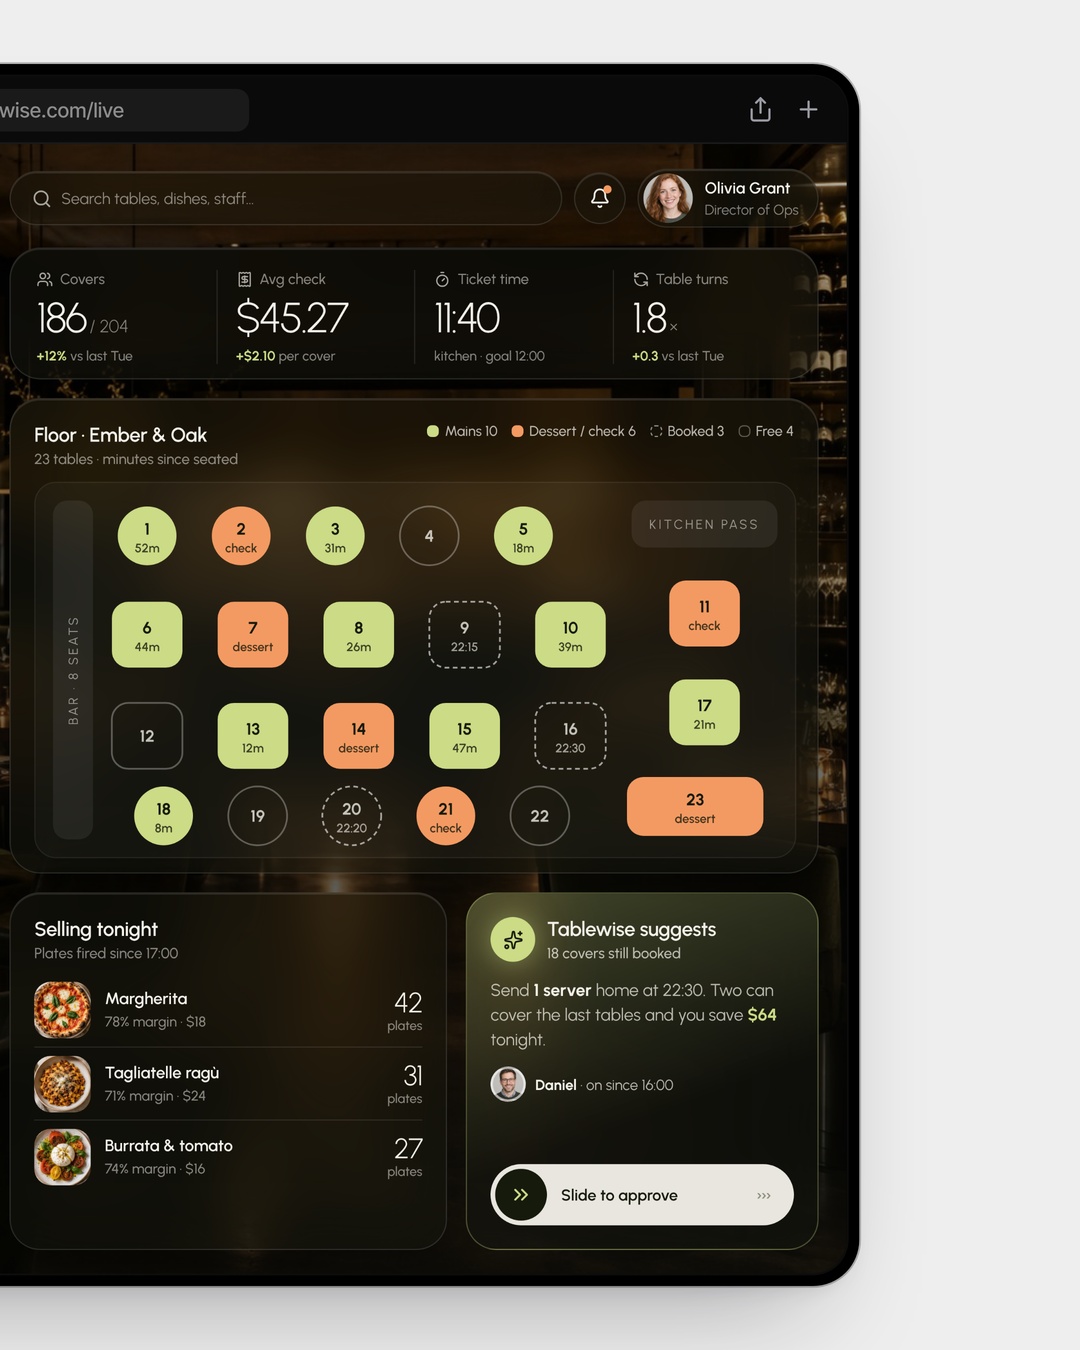 wise.com/live
Search tables, dishes, staff...
Olivia Grant
Director of Ops
Covers
186 / 204
+12% vs last Tue
Avg check
$45.27
+$2.10 per cover
Ticket time
11:40
kitchen · goal 12:00
Table turns
1.8×
+0.3 vs last Tue
Floor · Ember & Oak
23 tables · minutes since seated
Mains 10
Dessert / check 6
Booked 3
Free 4
BAR · 8 SEATS
KITCHEN PASS
1
52m
2
check
3
31m
4
5
18m
6
44m
7
dessert
8
26m
9
22:15
10
39m
11
check
12
13
12m
14
dessert
15
47m
16
22:30
17
21m
18
8m
19
20
22:20
21
check
22
23
dessert
Selling tonight
Plates fired since 17:00
Margherita
78% margin · $18
42
plates
Tagliatelle ragù
71% margin · $24
31
plates
Burrata & tomato
74% margin · $16
27
plates
Tablewise suggests
18 covers still booked
Send 1 server home at 22:30. Two can
cover the last tables and you save $64
tonight.
Daniel · on since 16:00
Slide to approve